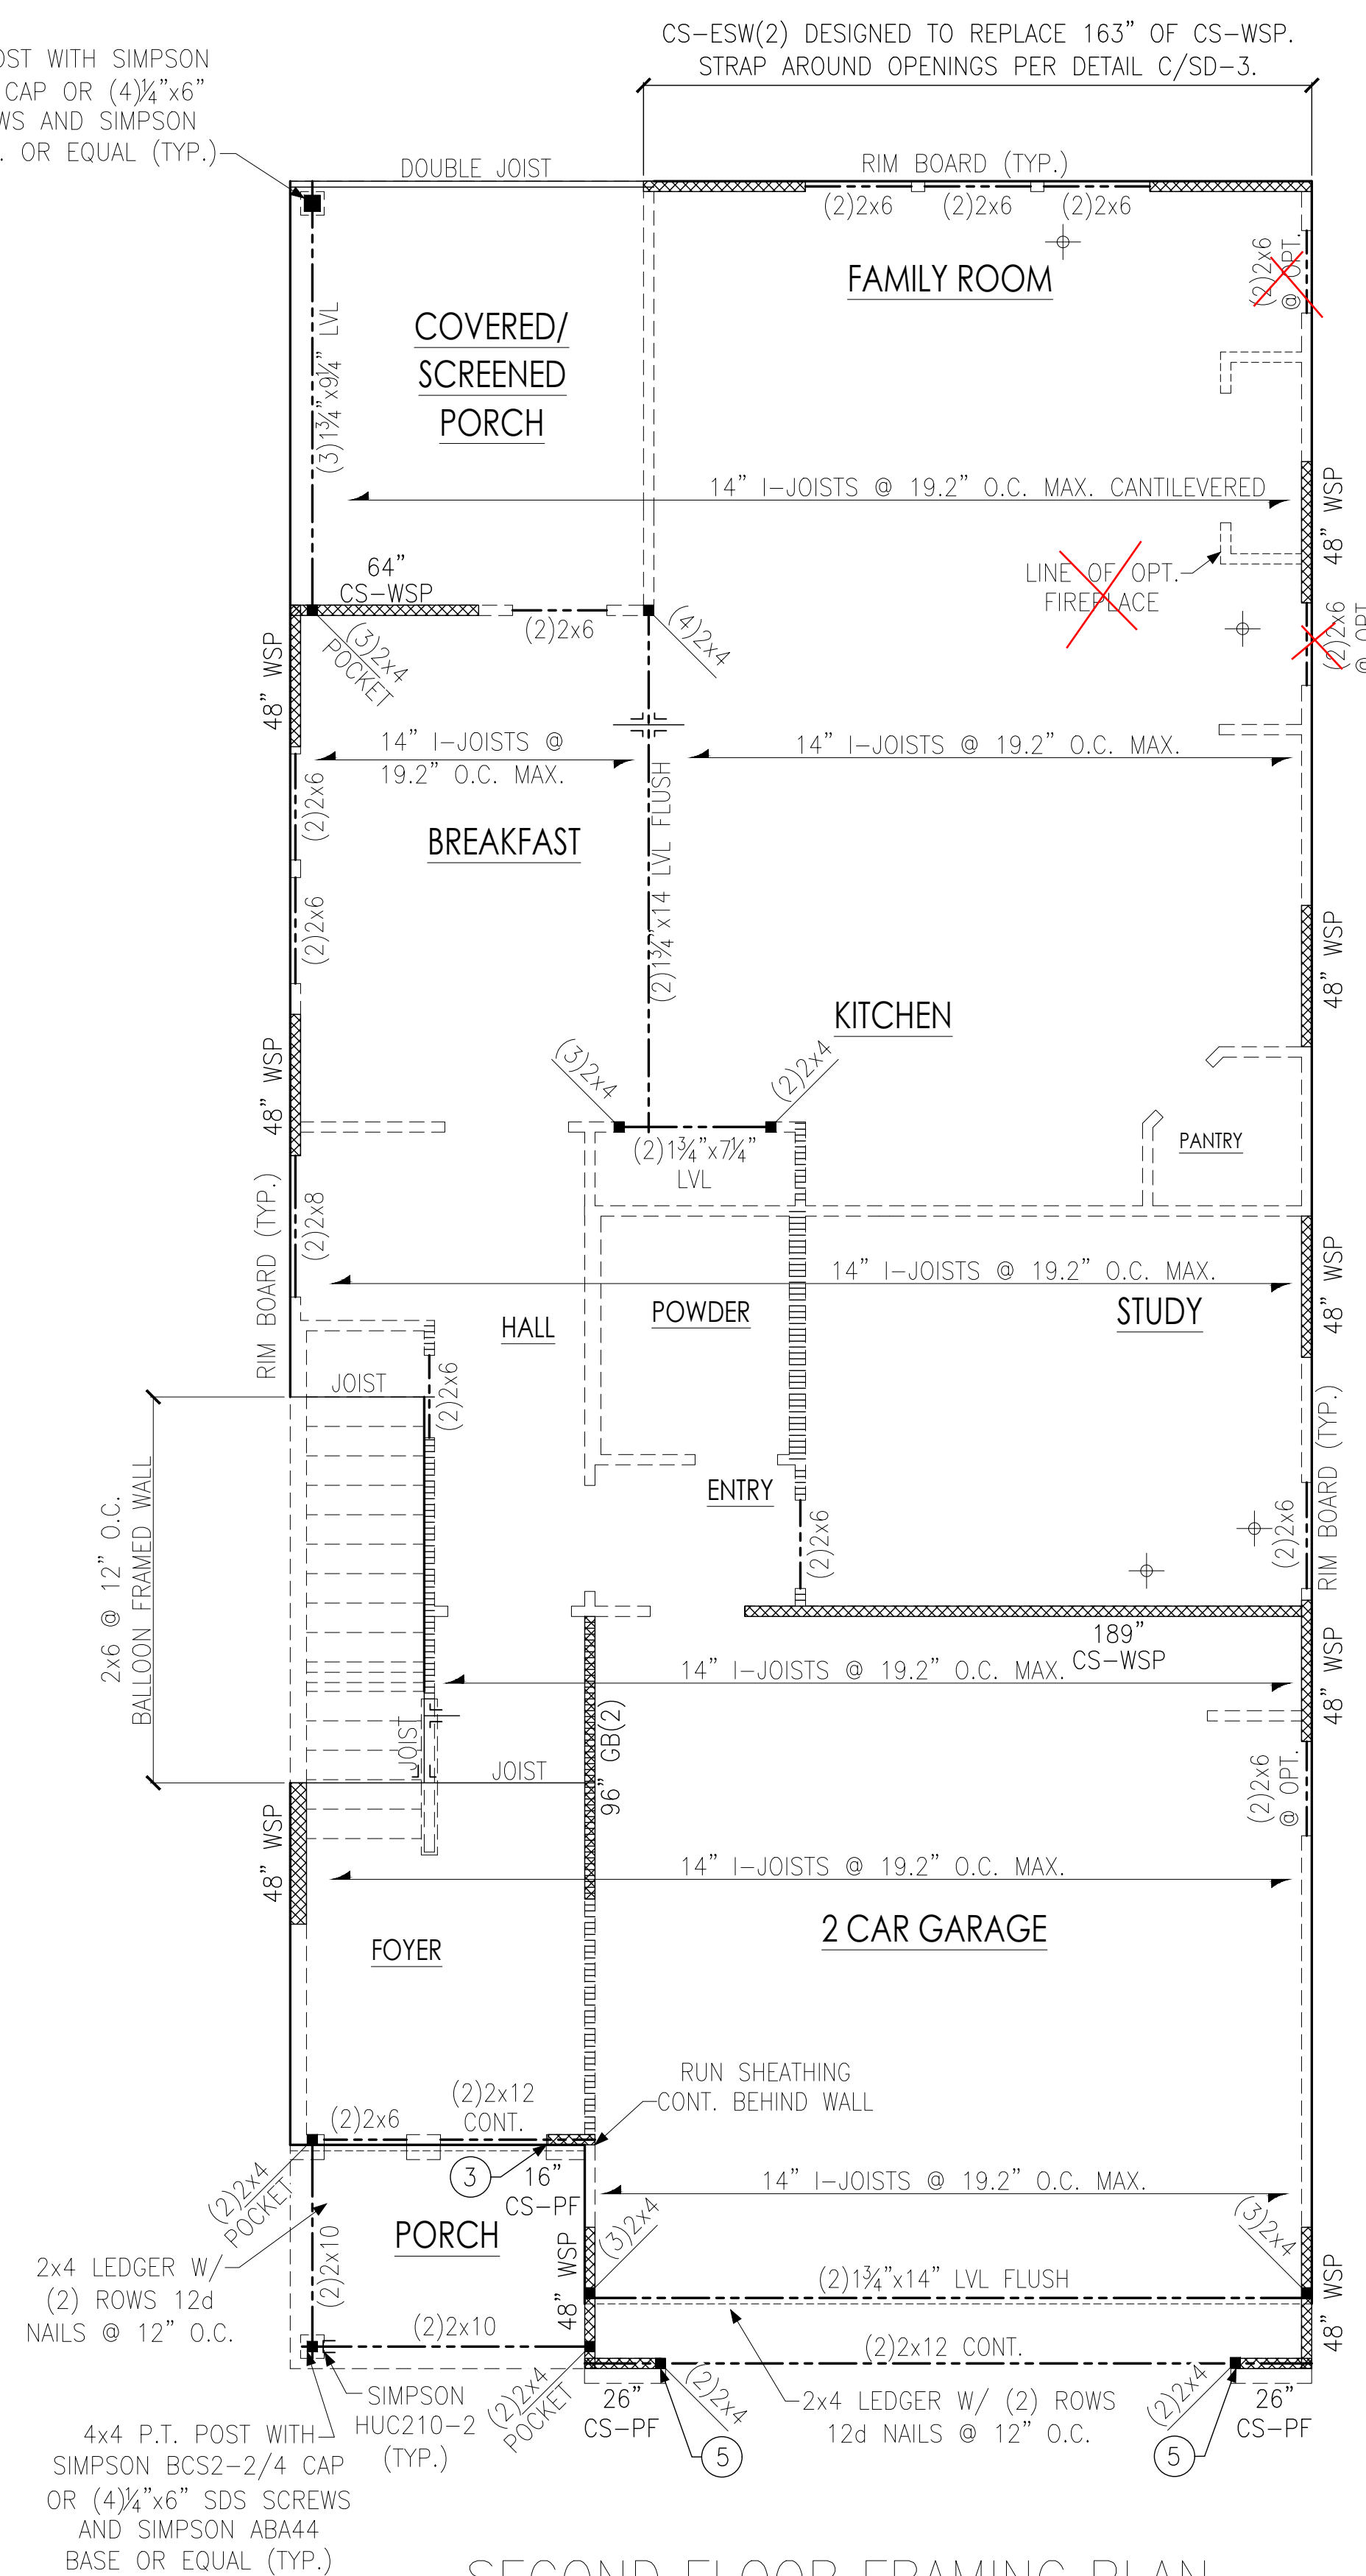 CS-ESW(2) DESIGNED TO REPLACE 163" OF CS-WSP.
STRAP AROUND OPENINGS PER DETAIL C/SD-3.
OST WITH SIMPSON
CAP OR (4)¼"x6"
WS AND SIMPSON
. OR EQUAL (TYP.)
DOUBLE JOIST
RIM BOARD (TYP.)
(2)2x6
(2)2x6
(2)2x6
(2)2x6
@ OPT.
FAMILY ROOM
COVERED/
SCREENED
PORCH
(3)1¾"x9¼" LVL
14" I-JOISTS @ 19.2" O.C. MAX. CANTILEVERED
48" WSP
64"
CS-WSP
LINE OF OPT.
FIREPLACE
(2)2x6
(3)2x4
POCKET
(4)2x4
(2)2x6
@ OPT
48" WSP
14" I-JOISTS @
19.2" O.C. MAX.
14" I-JOISTS @ 19.2" O.C. MAX.
(2)2x6
BREAKFAST
(2)1¾"x14 LVL FLUSH
(2)2x6
48" WSP
KITCHEN
48" WSP
(3)2x4
(2)2x4
(2)1¾"x7¼"
LVL
PANTRY
RIM BOARD (TYP.)
(2)2x8
14" I-JOISTS @ 19.2" O.C. MAX.
48" WSP
HALL
POWDER
STUDY
JOIST
(2)2x6
2x6 @ 12" O.C.
BALLOON FRAMED WALL
ENTRY
(2)2x6
(2)2x6
RIM BOARD (TYP.)
189"
CS-WSP
14" I-JOISTS @ 19.2" O.C. MAX.
48" WSP
96" GB(2)
JOIST
JOIST
(2)2x6
@ OPT.
48" WSP
14" I-JOISTS @ 19.2" O.C. MAX.
2 CAR GARAGE
FOYER
RUN SHEATHING
CONT. BEHIND WALL
(2)2x6
(2)2x12
CONT.
3
16"
CS-PF
14" I-JOISTS @ 19.2" O.C. MAX.
(2)2x4
POCKET
PORCH
(2)2x10
48" WSP
(3)2x4
(3)2x4
48" WSP
2x4 LEDGER W/
(2) ROWS 12d
NAILS @ 12" O.C.
(2)1¾"x14" LVL FLUSH
(2)2x10
(2)2x12 CONT.
SIMPSON
HUC210-2
(TYP.)
(2)2x4
POCKET
26"
CS-PF
(2)2x4
5
2x4 LEDGER W/ (2) ROWS
12d NAILS @ 12" O.C.
(2)2x4
5
26"
CS-PF
4x4 P.T. POST WITH
SIMPSON BCS2-2/4 CAP
OR (4)¼"x6" SDS SCREWS
AND SIMPSON ABA44
BASE OR EQUAL (TYP.)
SECOND FLOOR FRAMING PLAN